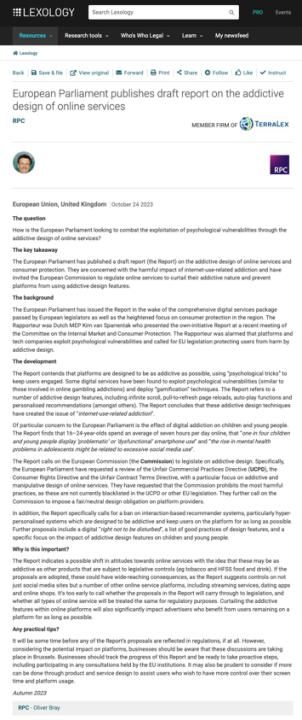 LEXOLOGY
Search Lexology
PRO
Events
Resources
Research tools
Who's Who Legal
Learn
My newsfeed
Lexology
Back
Save & file
View original
Forward
Print
Share
Follow
Like
Instruct
European Parliament publishes draft report on the addictive
design of online services
RPC
MEMBER FIRM OF TERRALEX
RPC
European Union, United Kingdom October 24 2023
The question
How is the European Parliament looking to combat the exploitation of psychological vulnerabilities through the
addictive design of online services?
The key takeaway
The European Parliament has published a draft report (the Report) on the addictive design of online services and
consumer protection. They are concerned with the harmful impact of internet-use-related addiction and have
invited the European Commission to regulate online services to curtail their addictive nature and prevent
platforms from using addictive design features.
The background
The European Parliament has issued the Report in the wake of the comprehensive digital services package
passed by European legislators as well as the heightened focus on consumer protection in the region. The
Rapporteur was Dutch MEP Kim van Sparrentak who presented the own-initiative Report at a recent meeting of
the Committee on the Internal Market and Consumer Protection. The Rapporteur was alarmed that platforms and
tech companies exploit psychological vulnerabilities and called for EU legislation protecting users from harm by
addictive design.
The development
The Report contends that platforms are designed to be as addictive as possible, using "psychological tricks" to
keep users engaged. Some digital services have been found to exploit psychological vulnerabilities (similar to
those involved in online gambling addictions) and deploy "gamification" techniques. The Report refers to a
number of addictive design features, including infinite scroll, pull-to-refresh page reloads, auto-play functions and
personalised recommendations (amongst others). The Report concludes that these addictive design techniques
have created the issue of "internet-use-related addiction".
Of particular concern to the European Parliament is the effect of digital addiction on children and young people.
The Report finds that 16–24-year-olds spend an average of seven hours per day online, that "one in four children
and young people display 'problematic' or 'dysfunctional' smartphone use" and "the rise in mental health
problems in adolescents might be related to excessive social media use".
The Report calls on the European Commission (the Commission) to legislate on addictive design. Specifically,
the European Parliament has requested a review of the Unfair Commercial Practices Directive (UCPD), the
Consumer Rights Directive and the Unfair Contract Terms Directive, with a particular focus on addictive and
manipulative design of online services. They have requested that the Commission prohibits the most harmful
practices, as these are not currently blacklisted in the UCPD or other EU legislation. They further call on the
Commission to impose a fair/neutral design obligation on platform providers.
In addition, the Report specifically calls for a ban on interaction-based recommender systems, particularly hyper-
personalised systems which are designed to be addictive and keep users on the platform for as long as possible.
Further proposals include a digital "right not to be disturbed", a list of good practices of design features, and a
specific focus on the impact of addictive design features on children and young people.
Why is this important?
The Report indicates a possible shift in attitudes towards online services with the idea that these may be as
addictive as other products that are subject to legislative controls (eg tobacco and HFSS food and drink). If the
proposals are adopted, these could have wide-reaching consequences, as the Report suggests controls on not
just social media sites but a number of other online service platforms, including streaming services, dating apps
and online shops. It's too early to call whether the proposals in the Report will carry through to legislation, and
whether all types of online service will be treated the same for regulatory purposes. Curtailing the addictive
features within online platforms will also significantly impact advertisers who benefit from users remaining on a
platform for as long as possible.
Any practical tips?
It will be some time before any of the Report's proposals are reflected in regulations, if at all. However,
considering the potential impact on platforms, businesses should be aware that these discussions are taking
place in Brussels. Businesses should track the progress of this Report and be ready to take proactive steps,
including participating in any consultations held by the EU institutions. It may also be prudent to consider if more
can be done through product and service design to assist users who wish to have more control over their screen
time and platform usage.
Autumn 2023
RPC - Oliver Bray